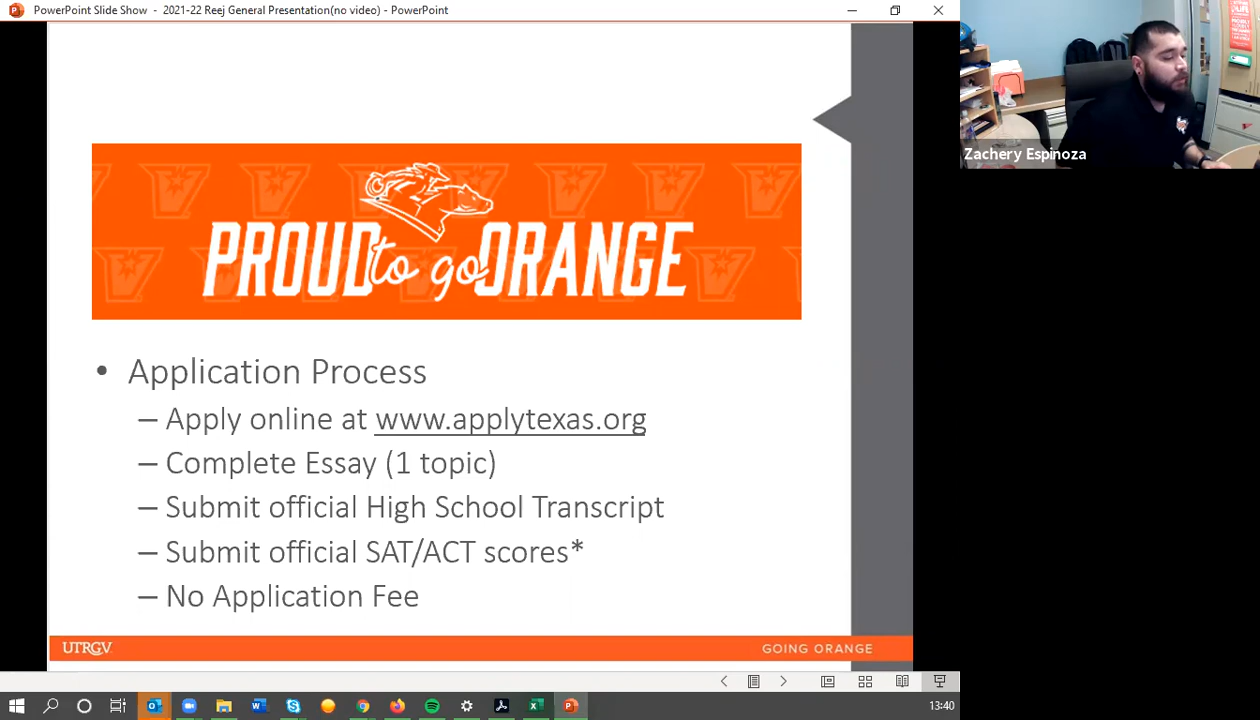 PowerPoint Slide Show - 2021-22 Reej General Presentation(no video) - PowerPoint
PROUD to go ORANGE
• Application Process
– Apply online at www.applytexas.org
– Complete Essay (1 topic)
– Submit official High School Transcript
– Submit official SAT/ACT scores*
– No Application Fee
UTRGV
GOING ORANGE
Zachery Espinoza
13:40